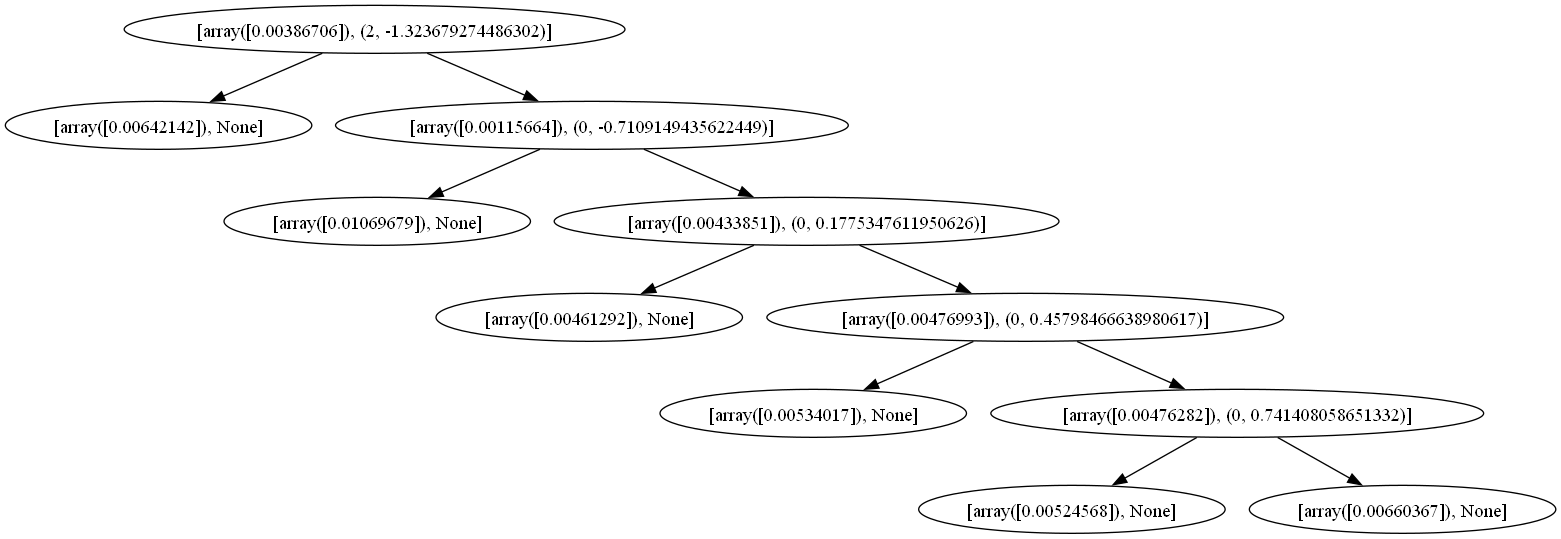 [array([0.00386706]), (2, -1.323679274486302)]
[array([0.00642142]), None]
[array([0.00115664]), (0, -0.7109149435622449)]
[array([0.01069679]), None]
[array([0.00433851]), (0, 0.1775347611950626)]
[array([0.00461292]), None]
[array([0.00476993]), (0, 0.45798466638980617)]
[array([0.00534017]), None]
[array([0.00476282]), (0, 0.741408058651332)]
[array([0.00524568]), None]
[array([0.00660367]), None]